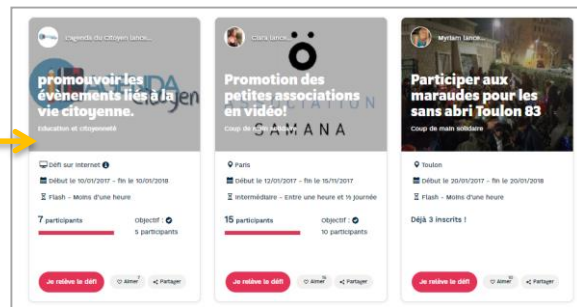 l'agenda du Citoyen lance...
promouvoir les
évènements liés à la
vie citoyenne.
Education et citoyenneté
AGENDA
Citoyen
Défi sur Internet
Début le 10/01/2017 - fin le 10/01/2018
Flash - Moins d'une heure
7 participants
Objectif :
5 participants
Je relève le défi
Aimer 7
Partager
Clara lance...
Promotion des
petites associations
en vidéo!
Coup de main solidaire
ö
ASSOCIATION
SAMANA
Paris
Début le 12/01/2017 - fin le 15/11/2017
Intermédiaire - Entre une heure et ½ journée
15 participants
Objectif :
10 participants
Je relève le défi
Aimer
Partager
Myriam lance...
Participer aux
maraudes pour les
sans abri Toulon 83
Coup de main solidaire
Toulon
Début le 20/01/2017 - fin le 20/01/2018
Flash - Moins d'une heure
Déjà 3 inscrits !
Je relève le défi
Aimer
Partager